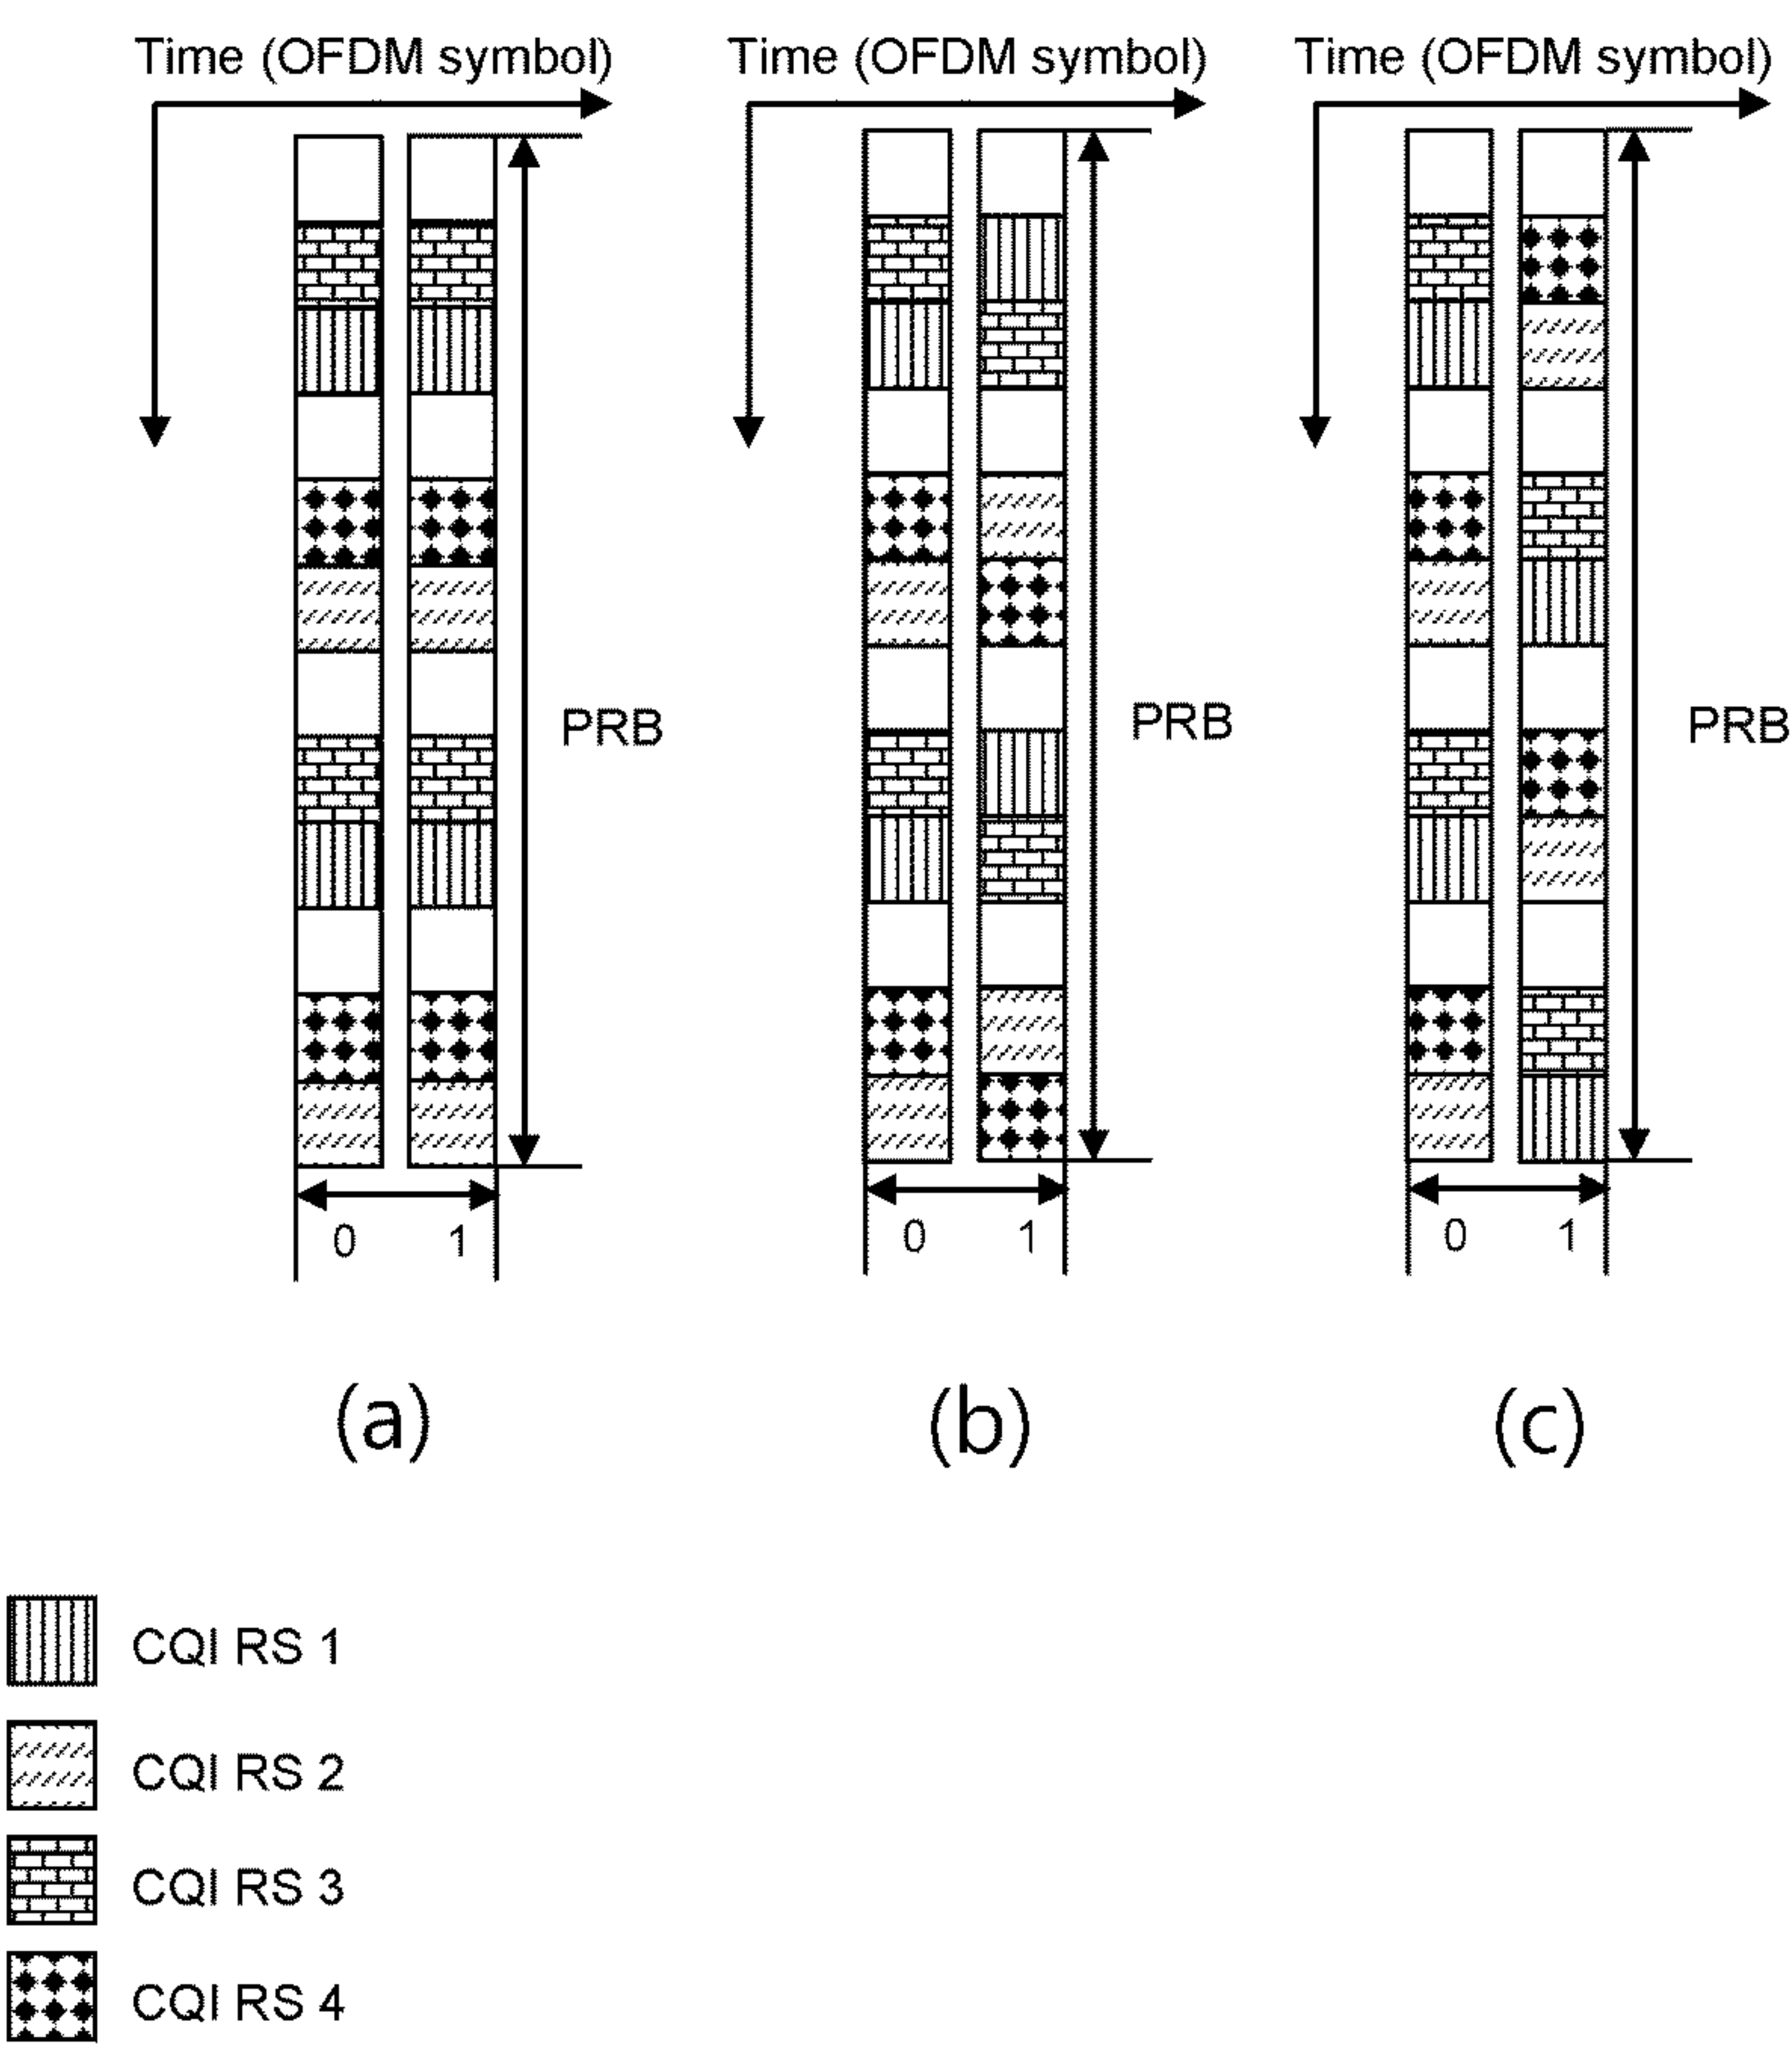 Time (OFDM symbol) Time (OFDM symbol) Time (OFDM symbol)
PRB PRB PRB
0 1 0 1 0 1
(a) (b) (c)
CQI RS 1
CQI RS 2
CQI RS 3
CQI RS 4